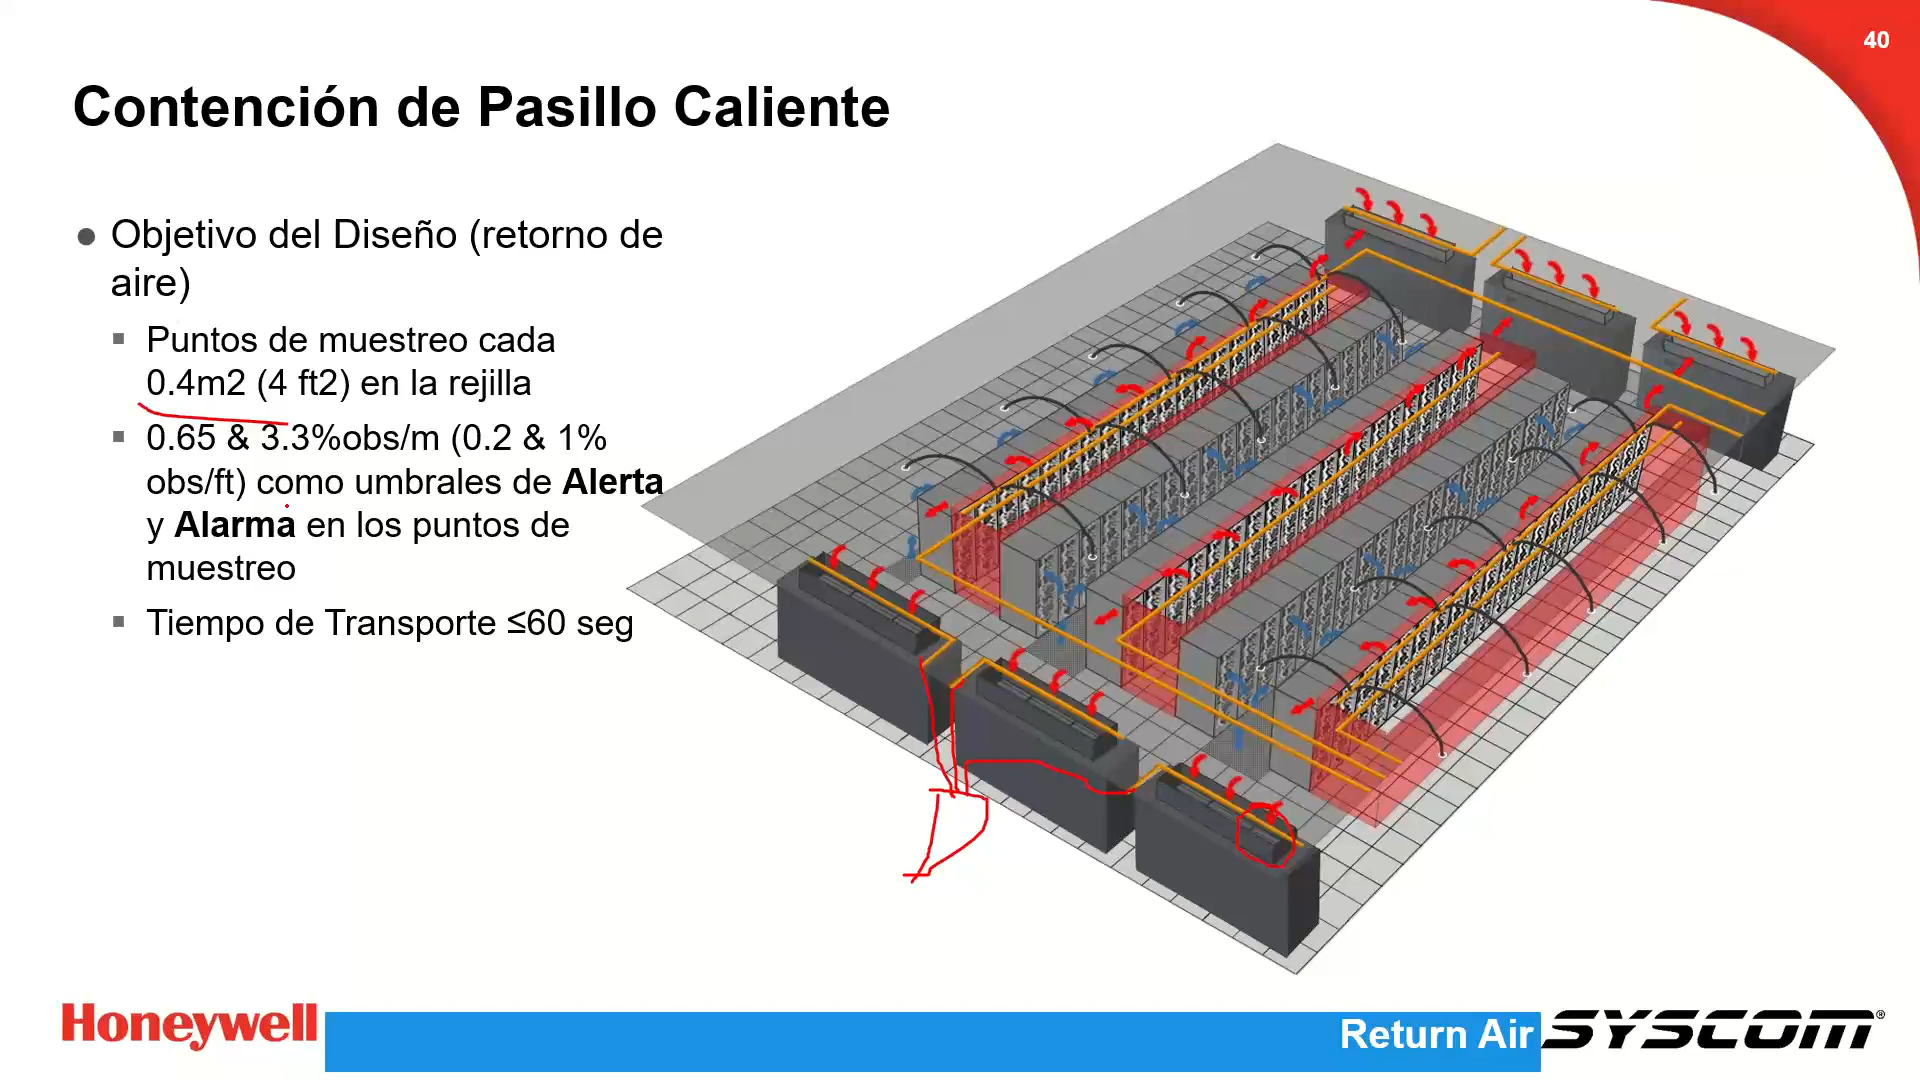 40
Contención de Pasillo Caliente
● Objetivo del Diseño (retorno de
aire)
▪ Puntos de muestreo cada
0.4m2 (4 ft2) en la rejilla
▪ 0.65 & 3.3%obs/m (0.2 & 1%
obs/ft) como umbrales de Alerta
y Alarma en los puntos de
muestreo
▪ Tiempo de Transporte ≤60 seg
Honeywell
Return Air
SYSCOM®